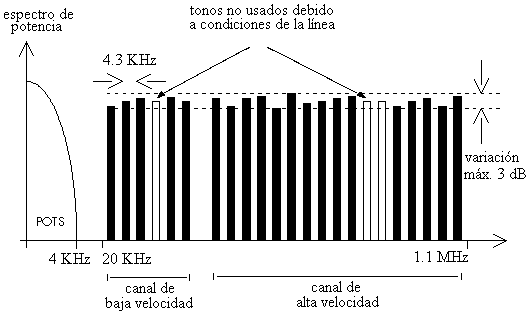 espectro de
potencia
tonos no usados debido
a condiciones de la línea
4.3 KHz
variación
máx. 3 dB
POTS
4 KHz
20 KHz
1.1 MHz
canal de
baja velocidad
canal de
alta velocidad